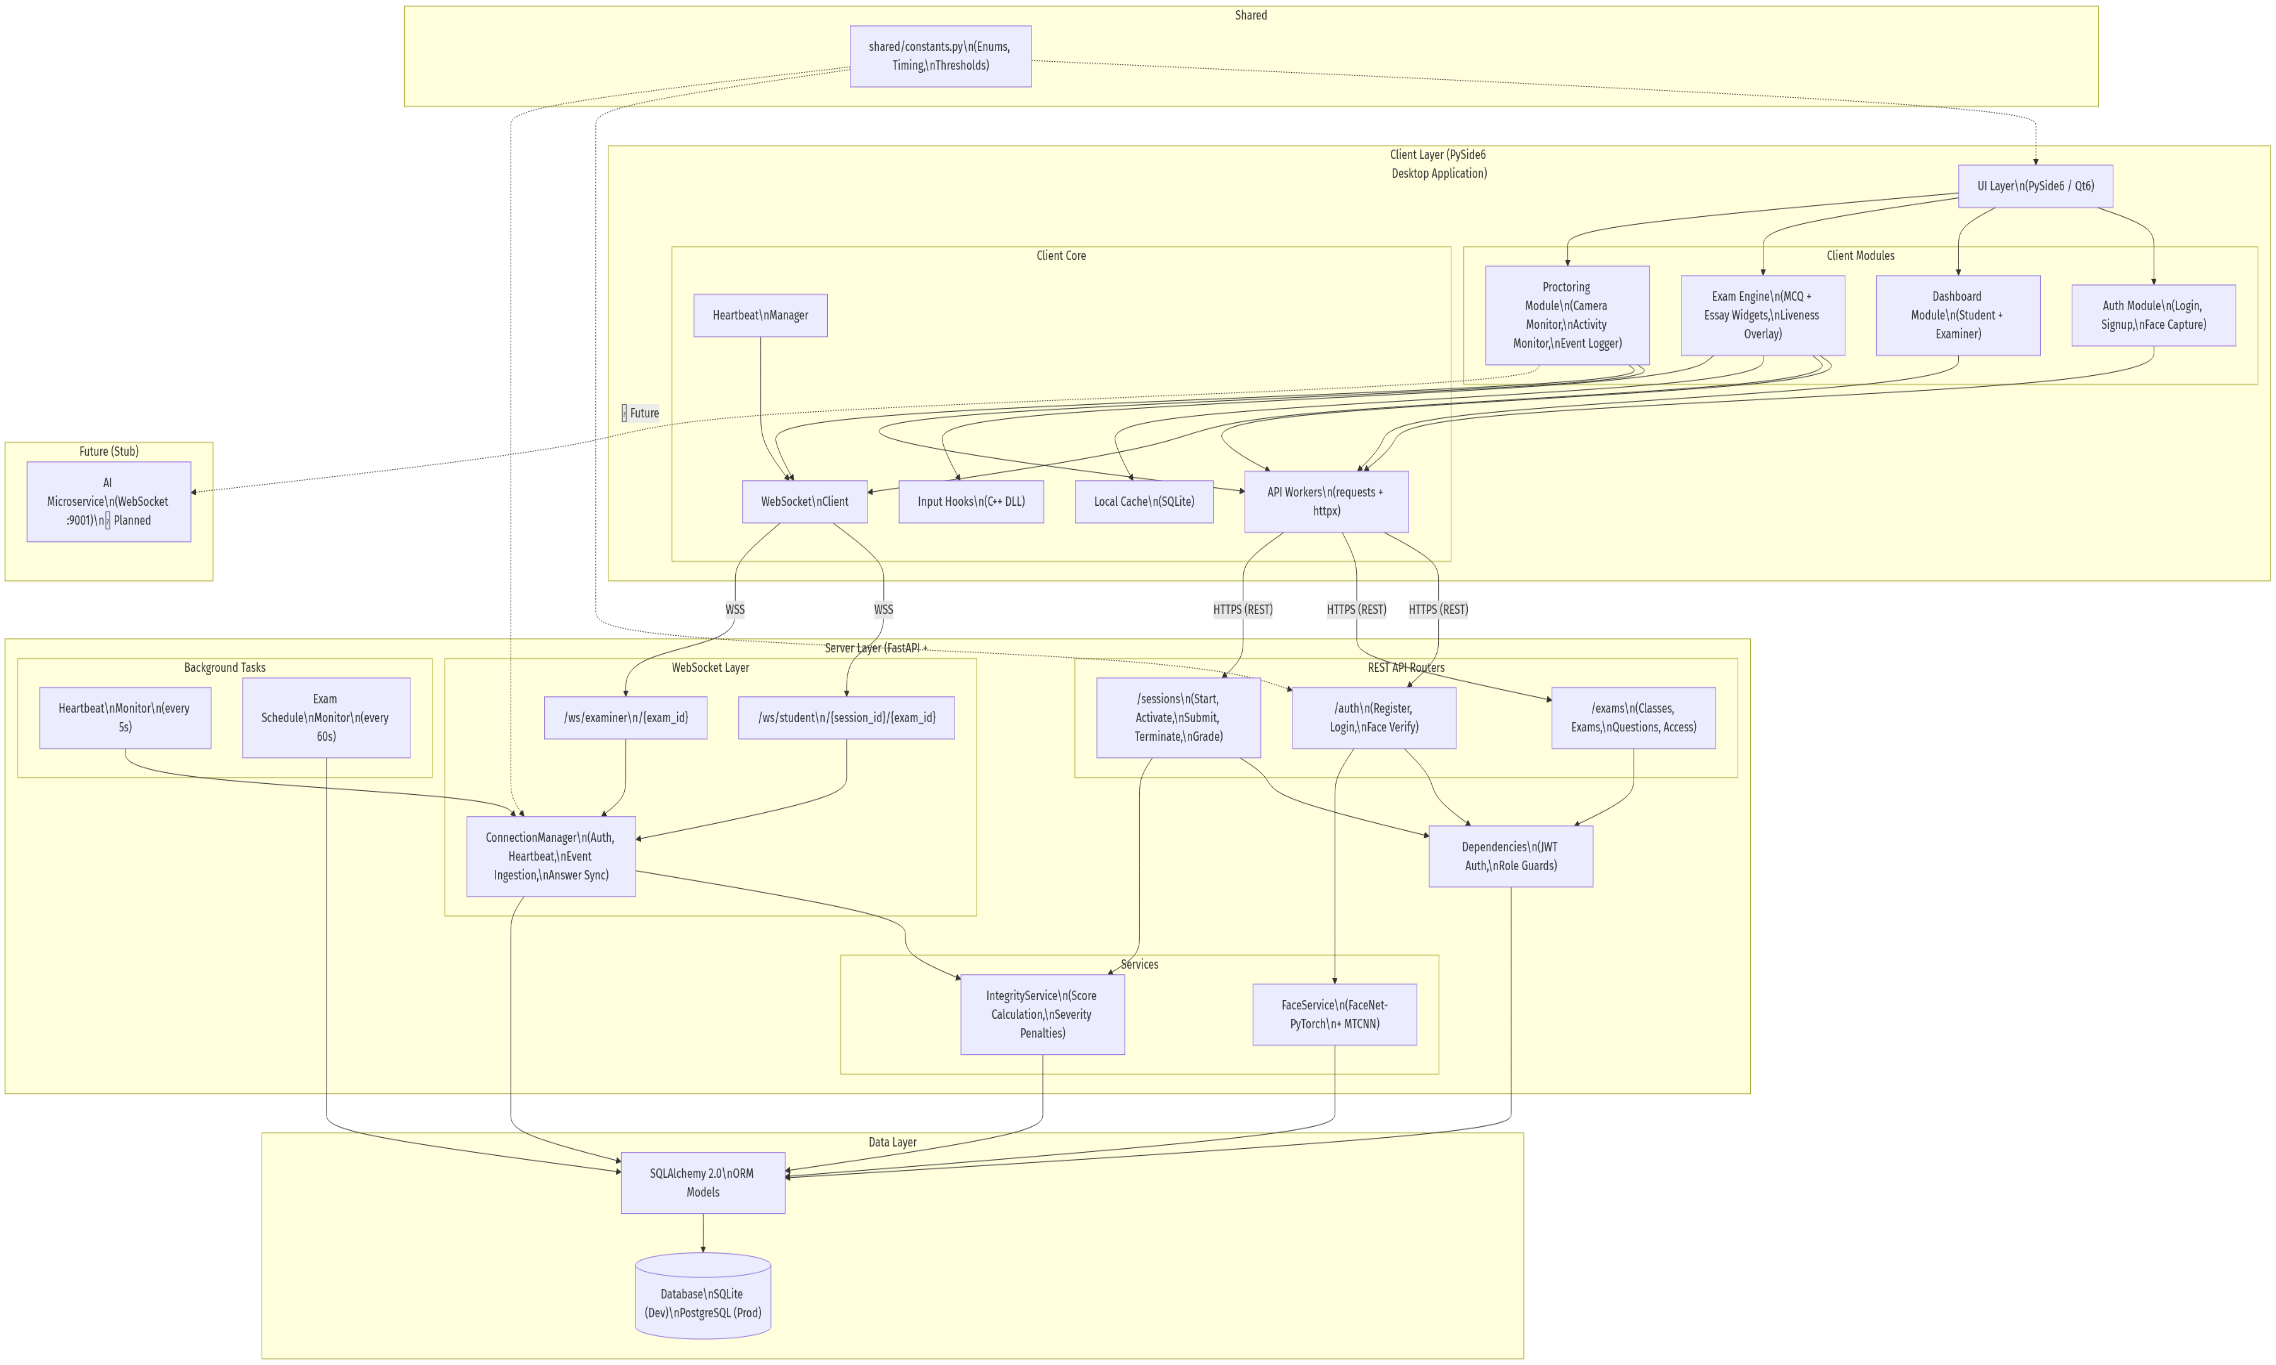 Shared
shared/constants.py\n(Enums,
Timing,\nThresholds)
Client Layer (PySide6
Desktop Application)
UI Layer\n(PySide6 / Qt6)
Client Core
Client Modules
Heartbeat\nManager
Proctoring
Module\n(Camera
Monitor,\nActivity
Monitor,\nEvent Logger)
Exam Engine\n(MCQ +
Essay Widgets,\nLiveness
Overlay)
Dashboard
Module\n(Student +
Examiner)
Auth Module\n(Login,
Signup,\nFace Capture)
Future
Future (Stub)
AI
Microservice\n(WebSocket
:9001)\n Planned
WebSocket\nClient
Input Hooks\n(C++ DLL)
Local Cache\n(SQLite)
API Workers\n(requests +
httpx)
WSS
WSS
HTTPS (REST)
HTTPS (REST)
HTTPS (REST)
Server Layer (FastAPI +
Background Tasks
WebSocket Layer
REST API Routers
Heartbeat\nMonitor\n(every
5s)
Exam
Schedule\nMonitor\n(every
60s)
/ws/examiner\n/{exam_id}
/ws/student\n/{session_id}/{exam_id}
/sessions\n(Start,
Activate,\nSubmit,
Terminate,\nGrade)
/auth\n(Register,
Login,\nFace Verify)
/exams\n(Classes,
Exams,\nQuestions, Access)
ConnectionManager\n(Auth,
Heartbeat,\nEvent
Ingestion,\nAnswer Sync)
Dependencies\n(JWT
Auth,\nRole Guards)
Services
IntegrityService\n(Score
Calculation,\nSeverity
Penalties)
FaceService\n(FaceNet-
PyTorch\n+ MTCNN)
Data Layer
SQLAlchemy 2.0\nORM
Models
Database\nSQLite
(Dev)\nPostgreSQL (Prod)